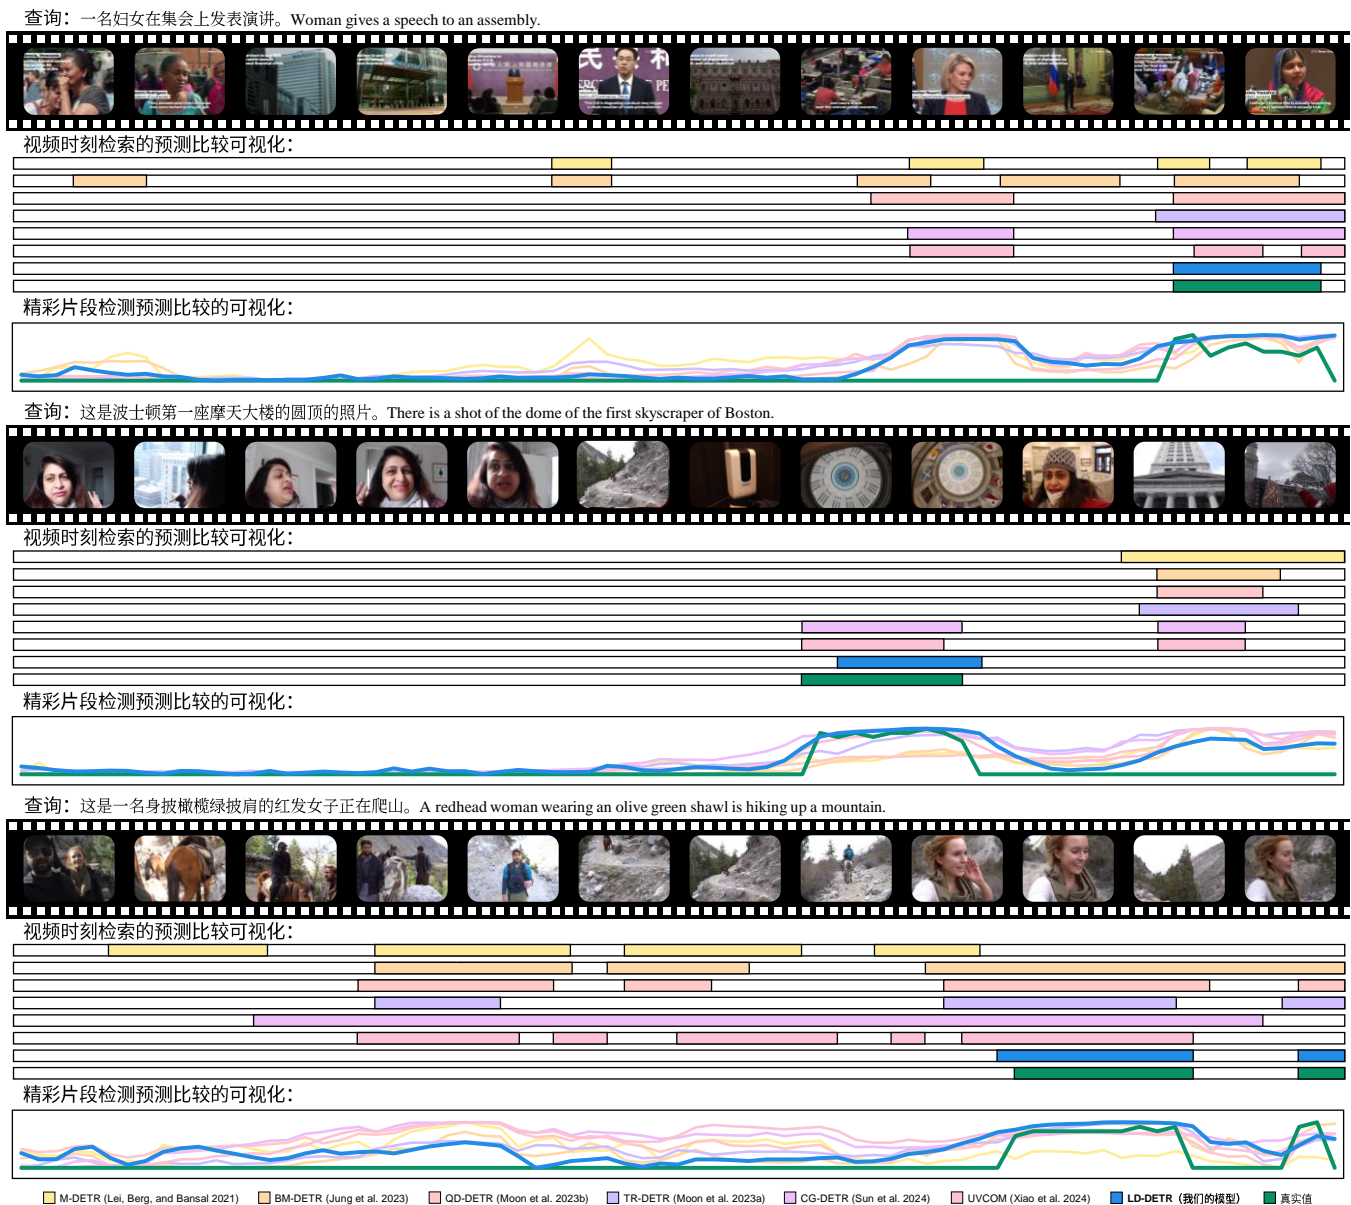 查询：一名妇女在集会上发表演讲。Woman gives a speech to an assembly.
视频时刻检索的预测比较可视化：
精彩片段检测预测比较的可视化：
查询：这是波士顿第一座摩天大楼的圆顶的照片。There is a shot of the dome of the first skyscraper of Boston.
视频时刻检索的预测比较可视化：
精彩片段检测预测比较的可视化：
查询：这是一名身披橄榄绿披肩的红发女子正在爬山。A redhead woman wearing an olive green shawl is hiking up a mountain.
视频时刻检索的预测比较可视化：
精彩片段检测预测比较的可视化：
M-DETR (Lei, Berg, and Bansal 2021) BM-DETR (Jung et al. 2023) QD-DETR (Moon et al. 2023b) TR-DETR (Moon et al. 2023a) CG-DETR (Sun et al. 2024) UVCOM (Xiao et al. 2024) LD-DETR（我们的模型） 真实值